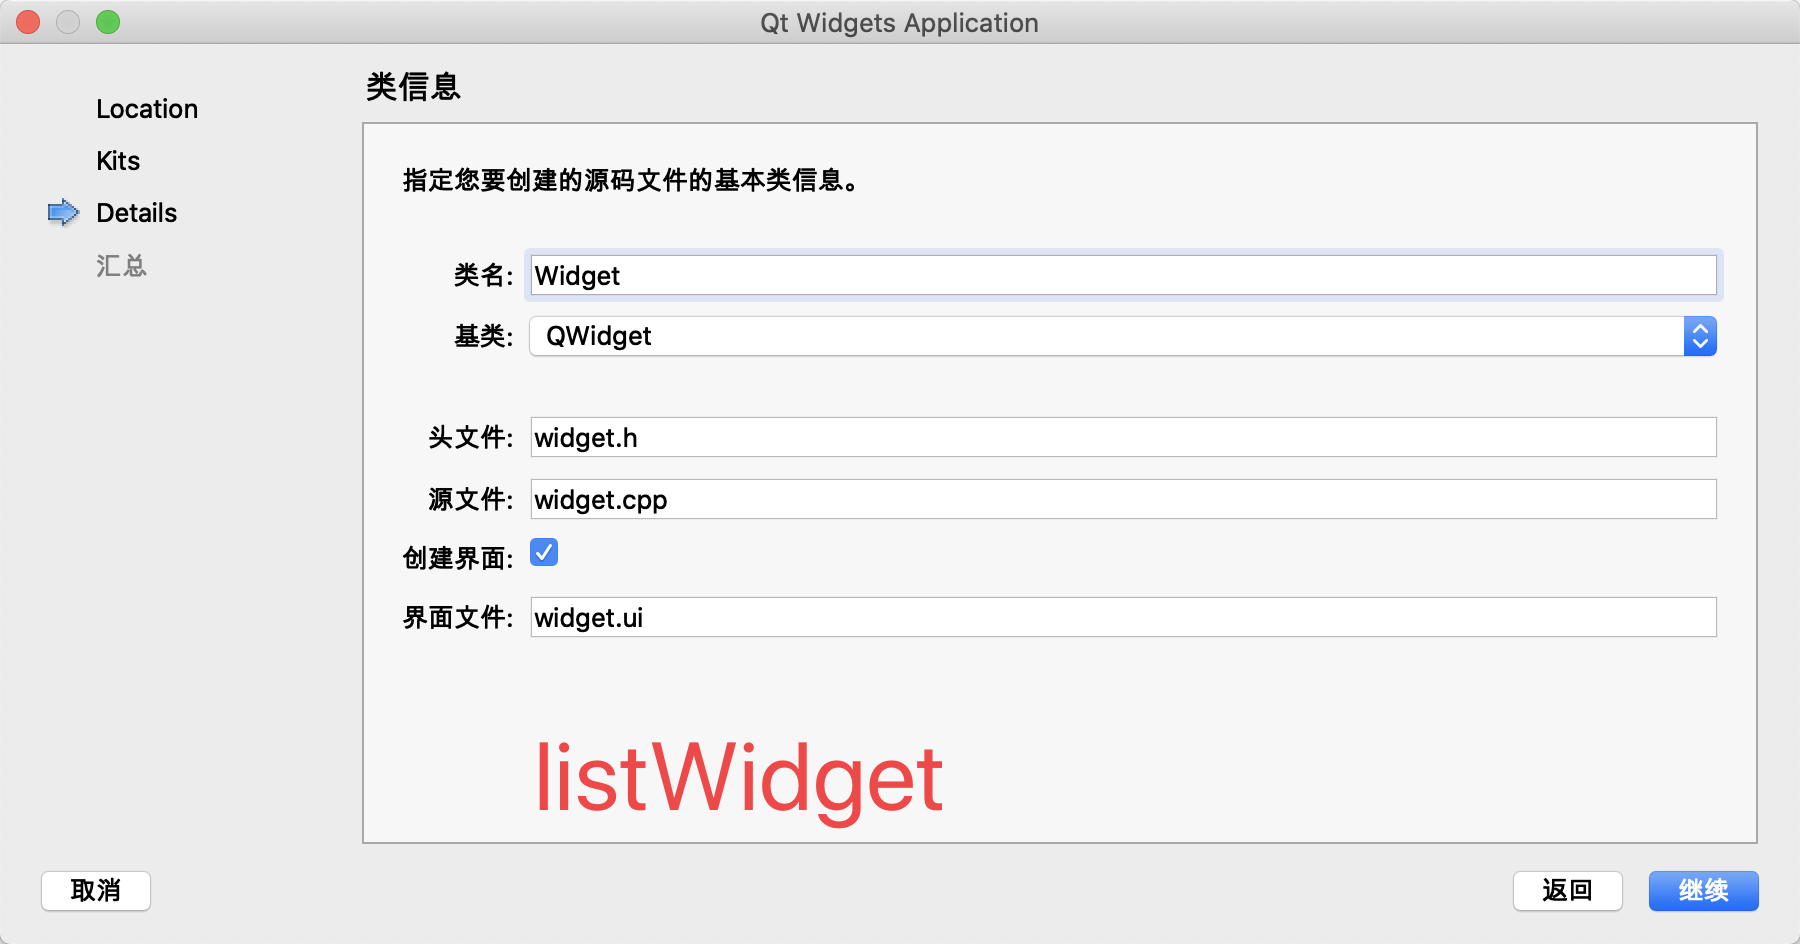 Qt Widgets Application
Location
Kits
Details
汇总
类信息
指定您要创建的源码文件的基本类信息。
类名: Widget
基类: QWidget
头文件: widget.h
源文件: widget.cpp
创建界面:
界面文件: widget.ui
listWidget
取消
返回
继续